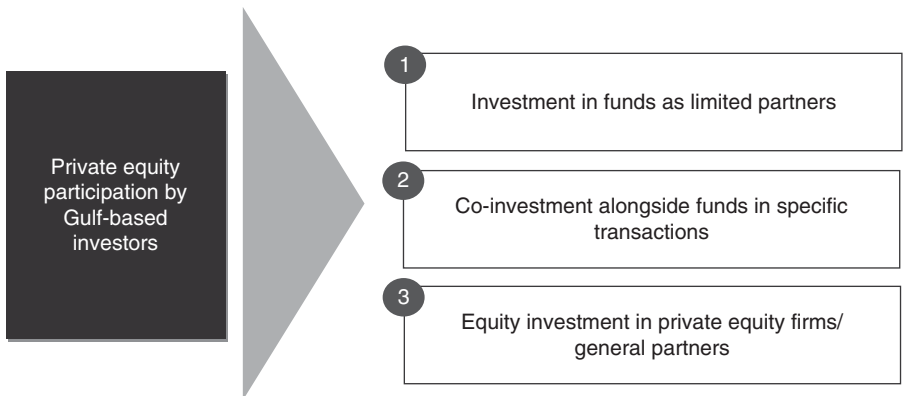 Private equity
participation by
Gulf-based
investors
1
Investment in funds as limited partners
2
Co-investment alongside funds in specific
transactions
3
Equity investment in private equity firms/
general partners